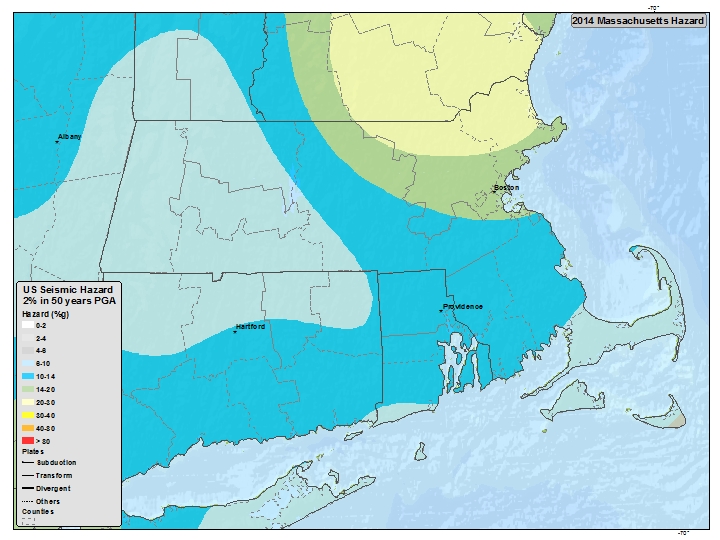 -70°
2014 Massachusetts Hazard
Albany
Boston
Providence
Hartford
US Seismic Hazard
2% in 50 years PGA
Hazard (%g)
0-2
2-4
4-6
6-10
10-14
14-20
20-30
30-40
40-80
> 80
Plates
Subduction
Transform
Divergent
Others
Counties
-70°